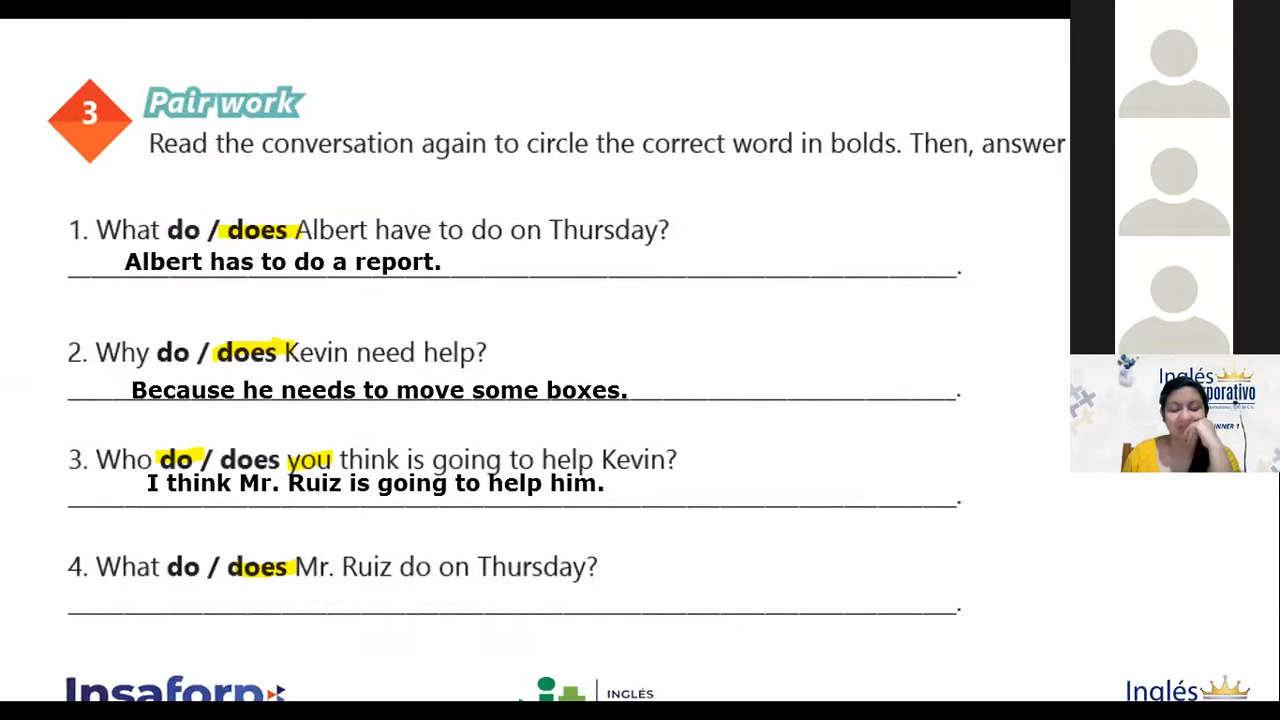 3
Pair work
Read the conversation again to circle the correct word in bolds. Then, answer
1. What do / does Albert have to do on Thursday?
Albert has to do a report.
2. Why do / does Kevin need help?
Because he needs to move some boxes.
3. Who do / does you think is going to help Kevin?
I think Mr. Ruiz is going to help him.
4. What do / does Mr. Ruiz do on Thursday?
Insaforp
INGLÉS
Inglés
Inglés